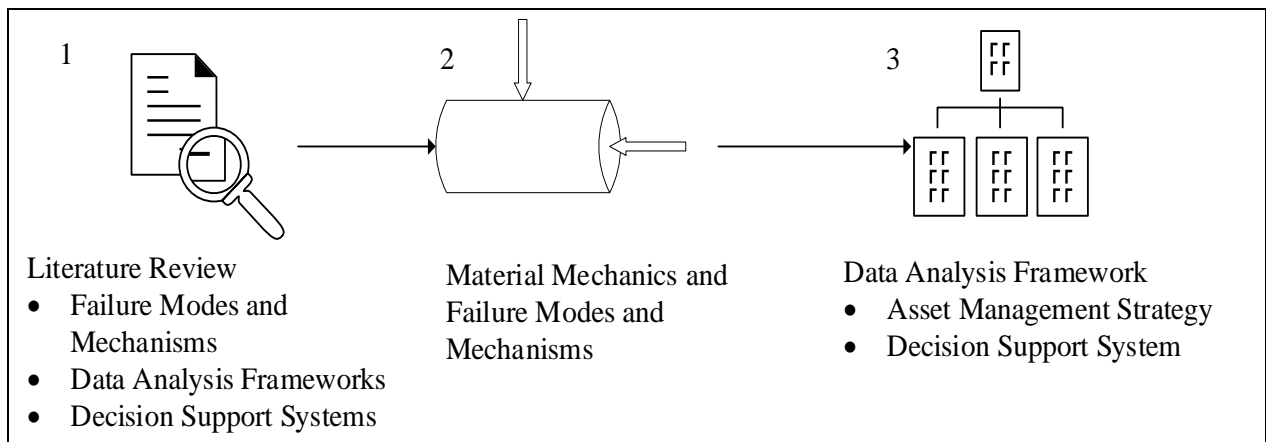 1
2
3
Literature Review
• Failure Modes and
Mechanisms
• Data Analysis Frameworks
• Decision Support Systems
Material Mechanics and
Failure Modes and
Mechanisms
Data Analysis Framework
• Asset Management Strategy
• Decision Support System